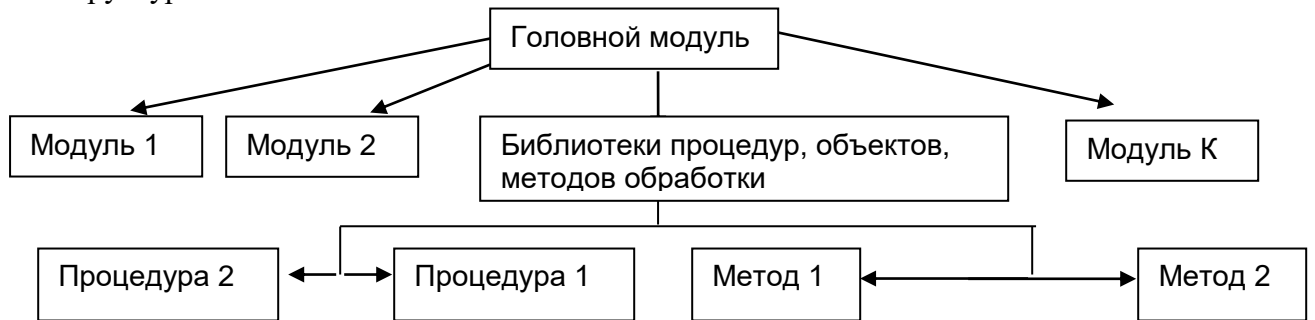 Головной модуль
Модуль 1
Модуль 2
Библиотеки процедур, объектов,
методов обработки
Модуль К
Процедура 2
Процедура 1
Метод 1
Метод 2